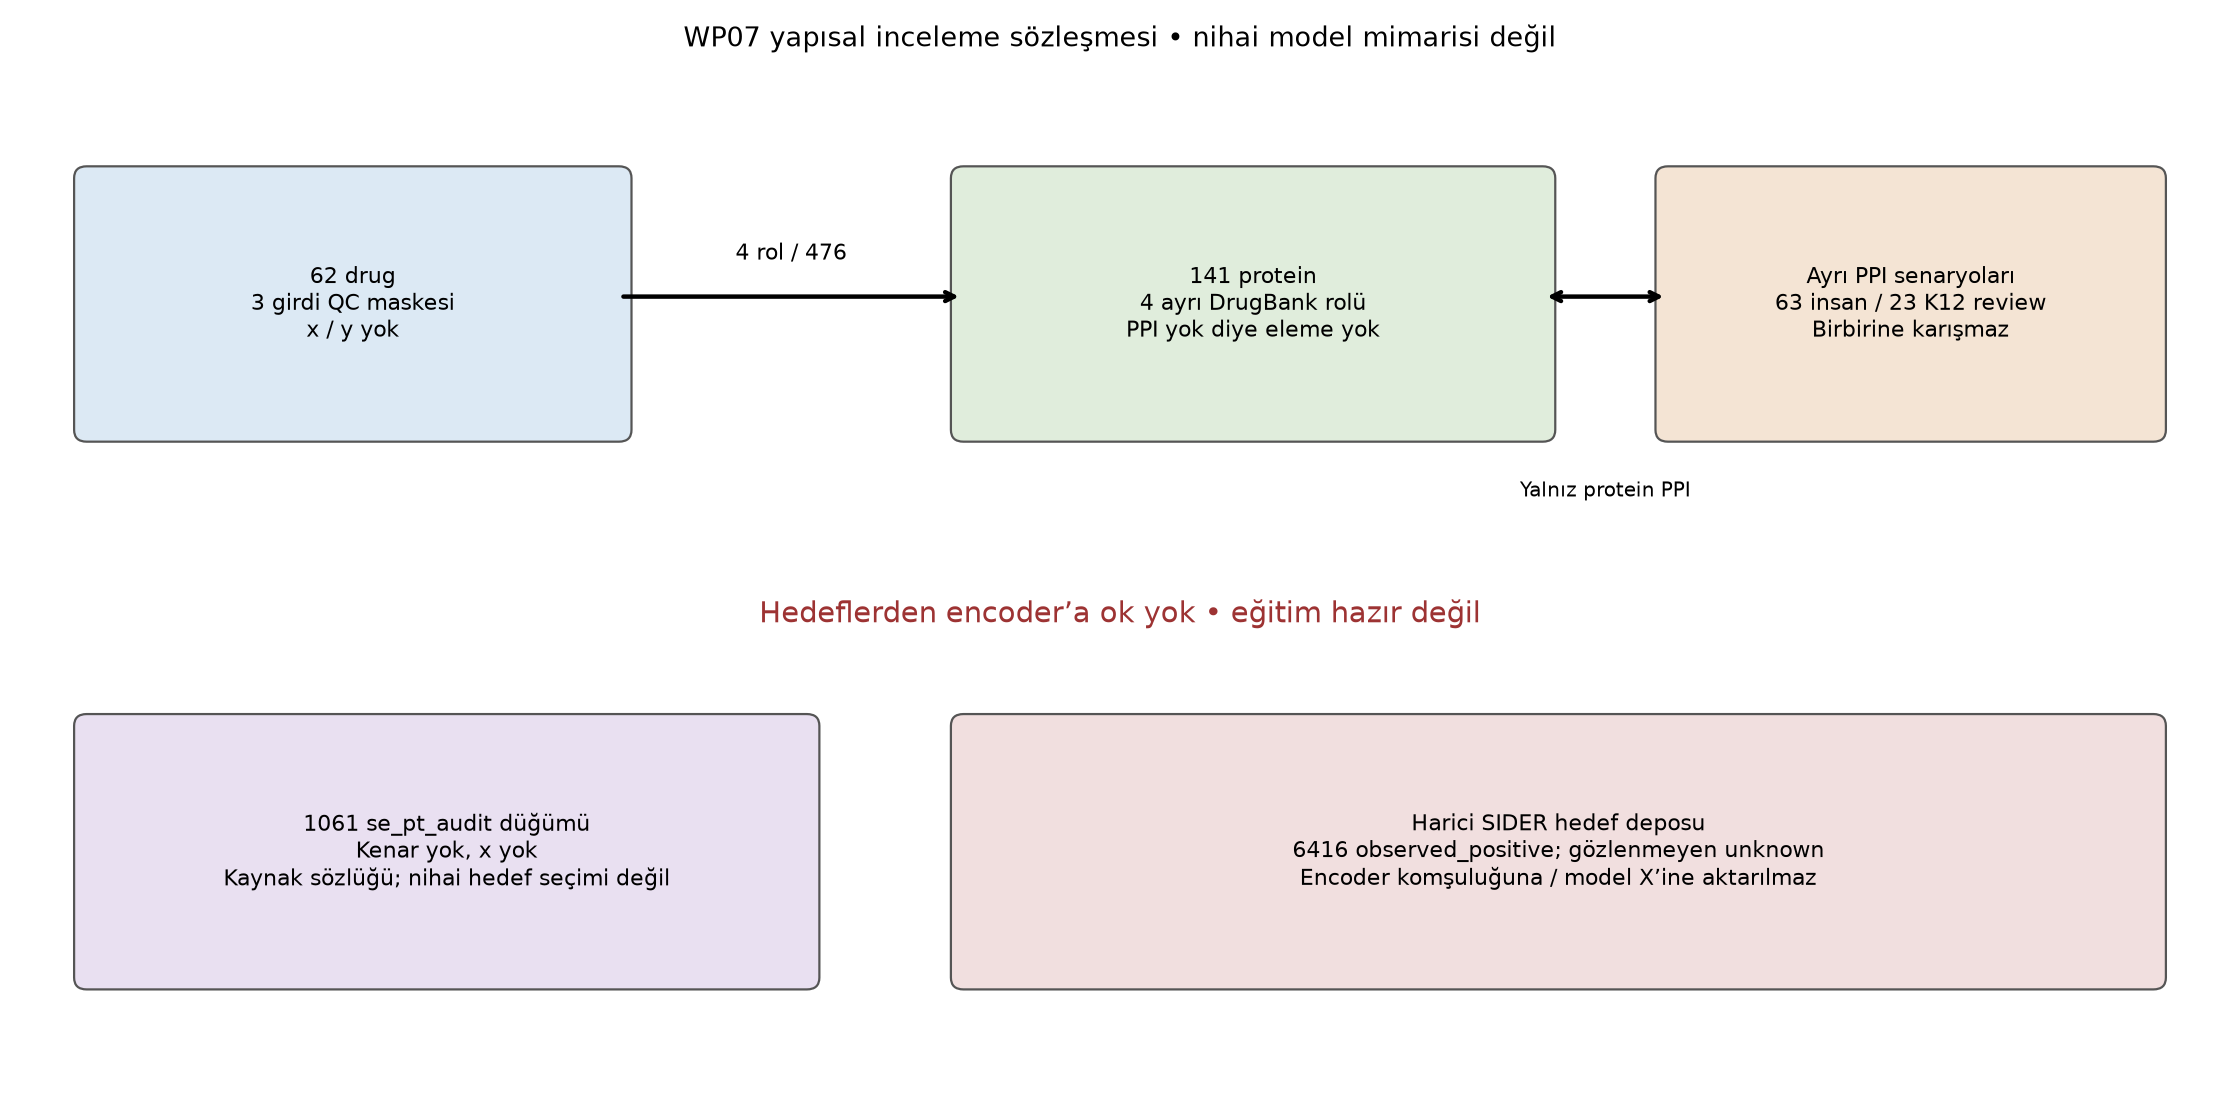 WP07 yapısal inceleme sözleşmesi • nihai model mimarisi değil
62 drug
3 girdi QC maskesi
x / y yok
4 rol / 476
141 protein
4 ayrı DrugBank rolü
PPI yok diye eleme yok
Ayrı PPI senaryoları
63 insan / 23 K12 review
Birbirine karışmaz
Yalnız protein PPI
Hedeflerden encoder’a ok yok • eğitim hazır değil
1061 se_pt_audit düğümü
Kenar yok, x yok
Kaynak sözlüğü; nihai hedef seçimi değil
Harici SIDER hedef deposu
6416 observed_positive; gözlenmeyen unknown
Encoder komşuluğuna / model X’ine aktarılmaz